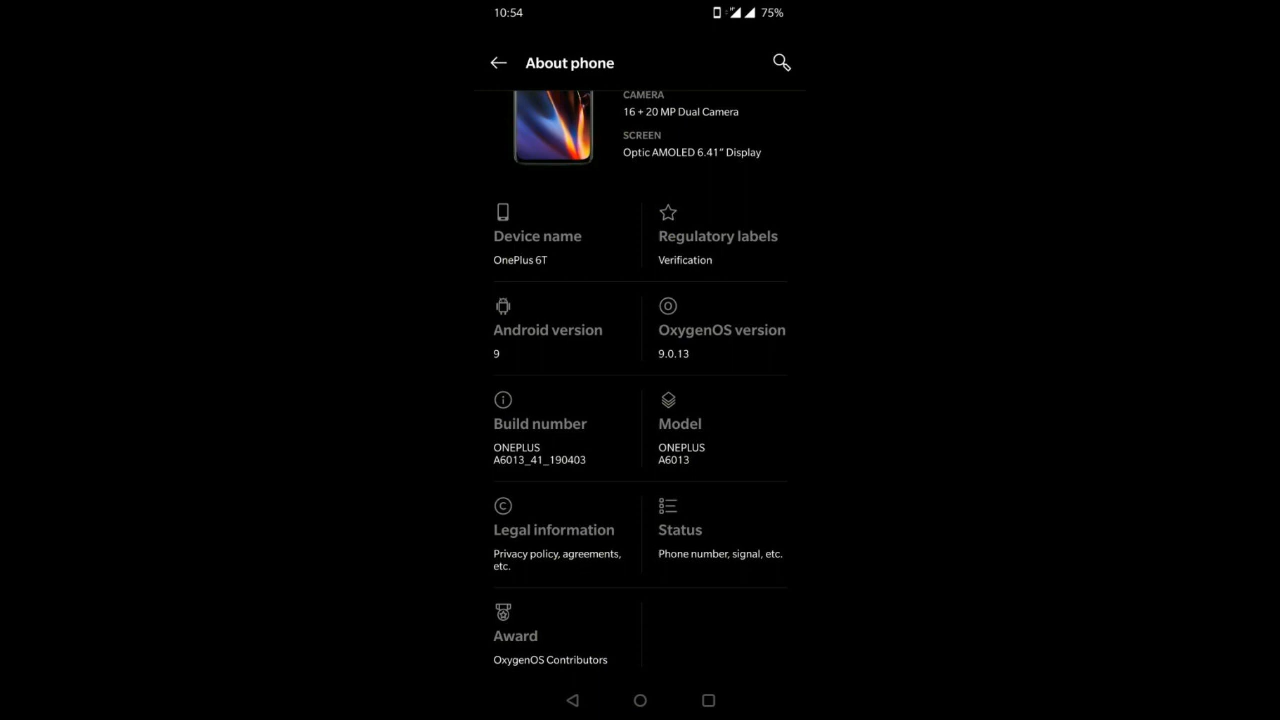 10:54
75%
About phone
CAMERA
16 + 20 MP Dual Camera
SCREEN
Optic AMOLED 6.41" Display
Device name
OnePlus 6T
Regulatory labels
Verification
Android version
9
OxygenOS version
9.0.13
Build number
ONEPLUS
A6013_41_190403
Model
ONEPLUS
A6013
Legal information
Privacy policy, agreements,
etc.
Status
Phone number, signal, etc.
Award
OxygenOS Contributors